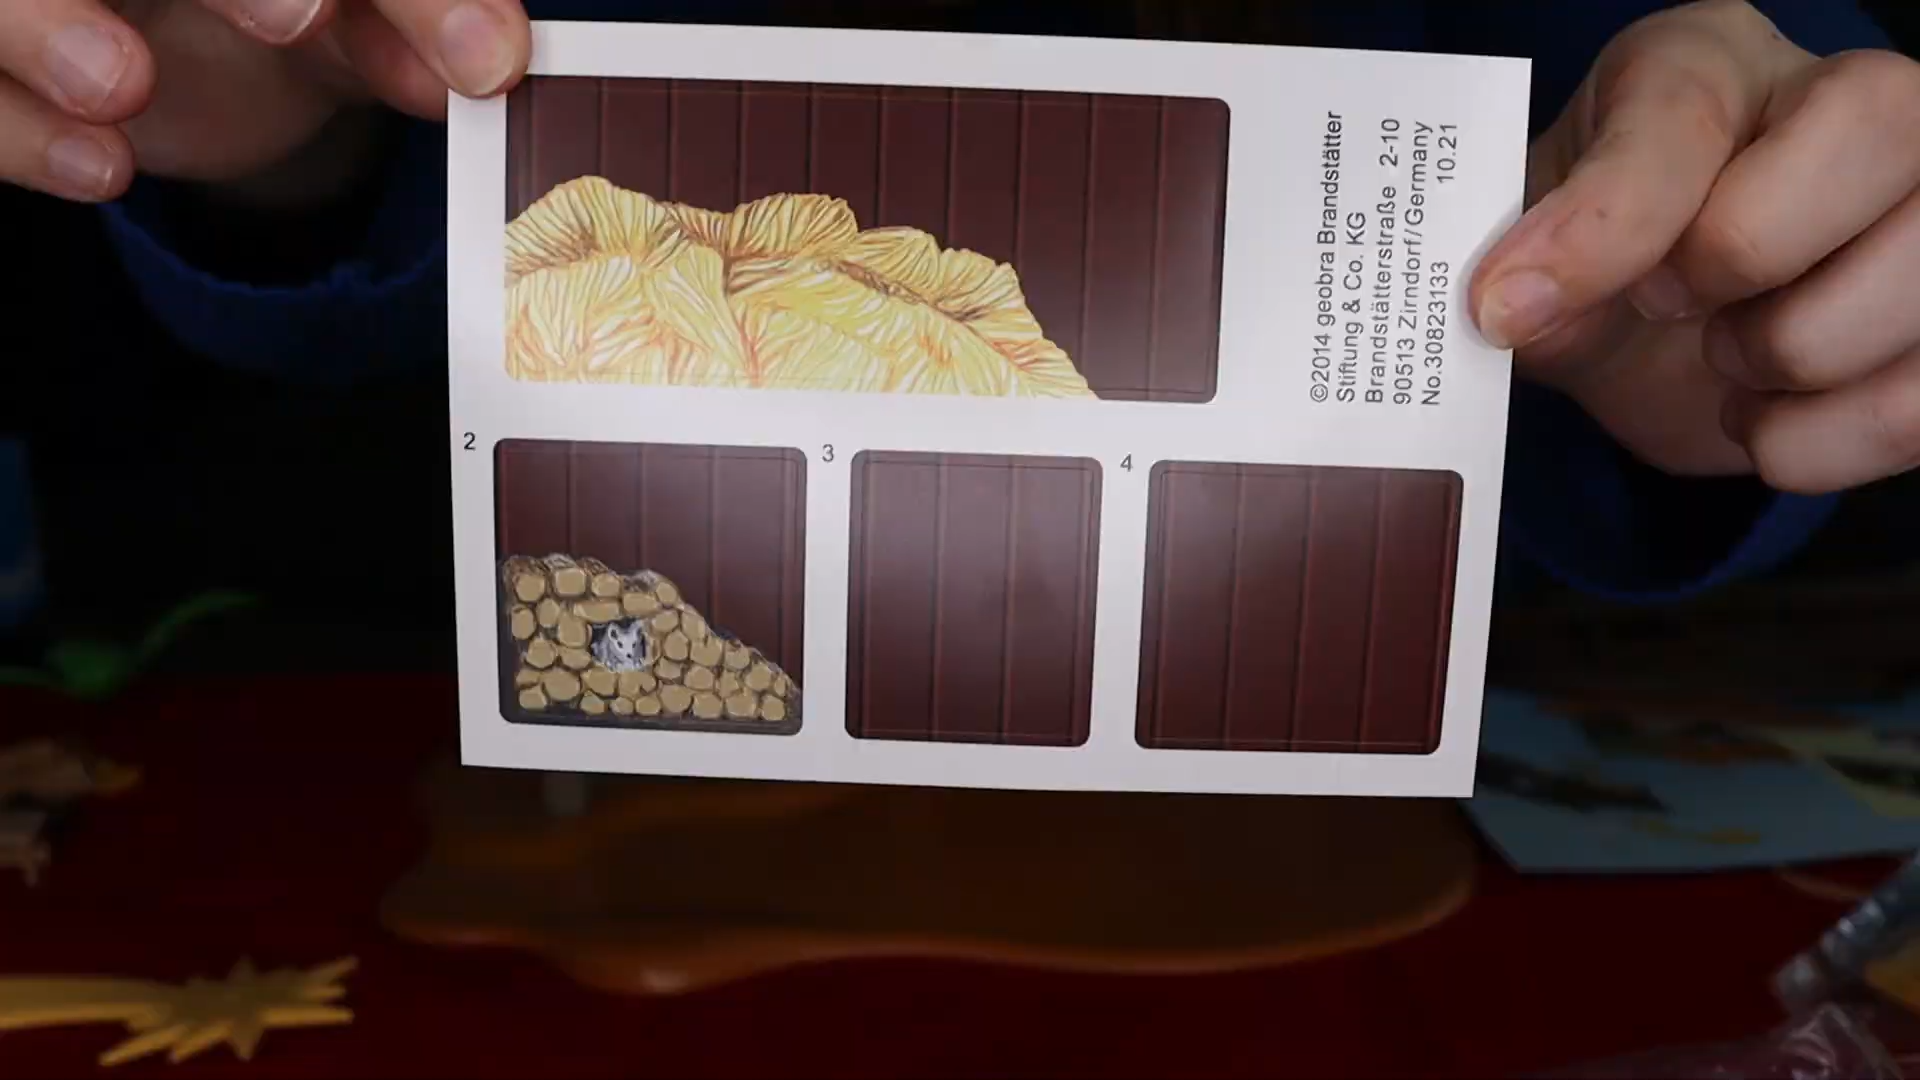 ©2014 geobra Brandstätter
Stiftung & Co. KG
Brandstätterstraße 2-10
90513 Zirndorf/Germany
No.30823133 10.21
2
3
4